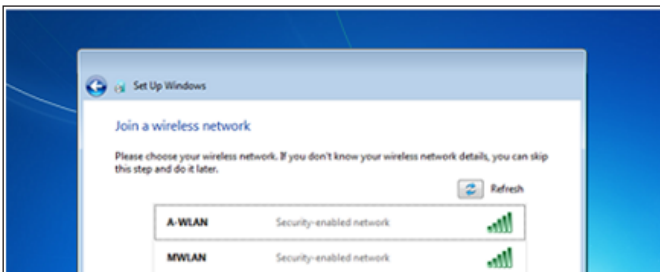 Set Up Windows
Join a wireless network
Please choose your wireless network. If you don't know your wireless network details, you can skip
this step and do it later.
Refresh
A-WLAN Security-enabled network
MWLAN Security-enabled network